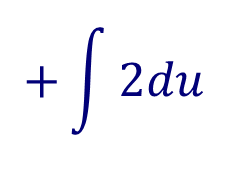 + ∫ 2du